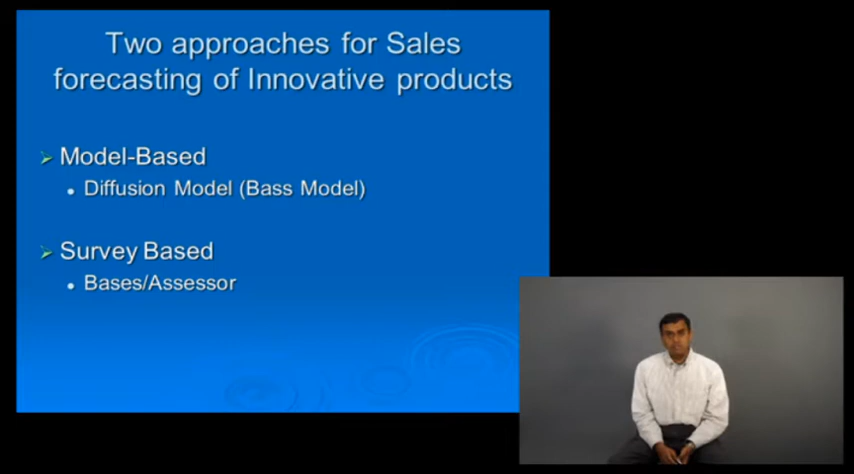 Two approaches for Sales
forecasting of Innovative products
Model-Based
Diffusion Model (Bass Model)
Survey Based
Bases/Assessor